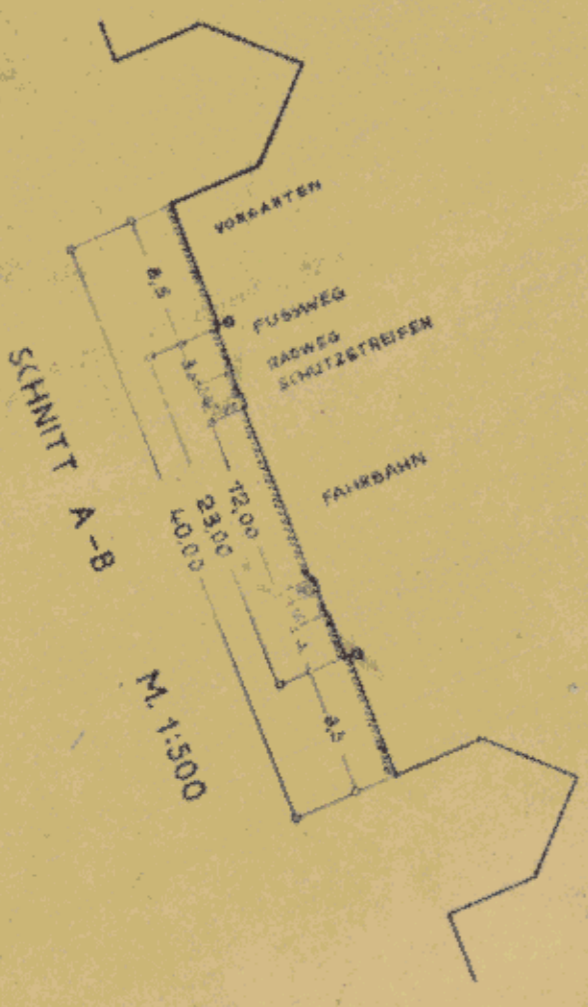 VORGARTEN
FUSSWEG
RADWEG
SCHUTZSTREIFEN
FAHRBAHN
8,5
12,00
23,00
40,00
8,5
SCHNITT A-B
M. 1:500